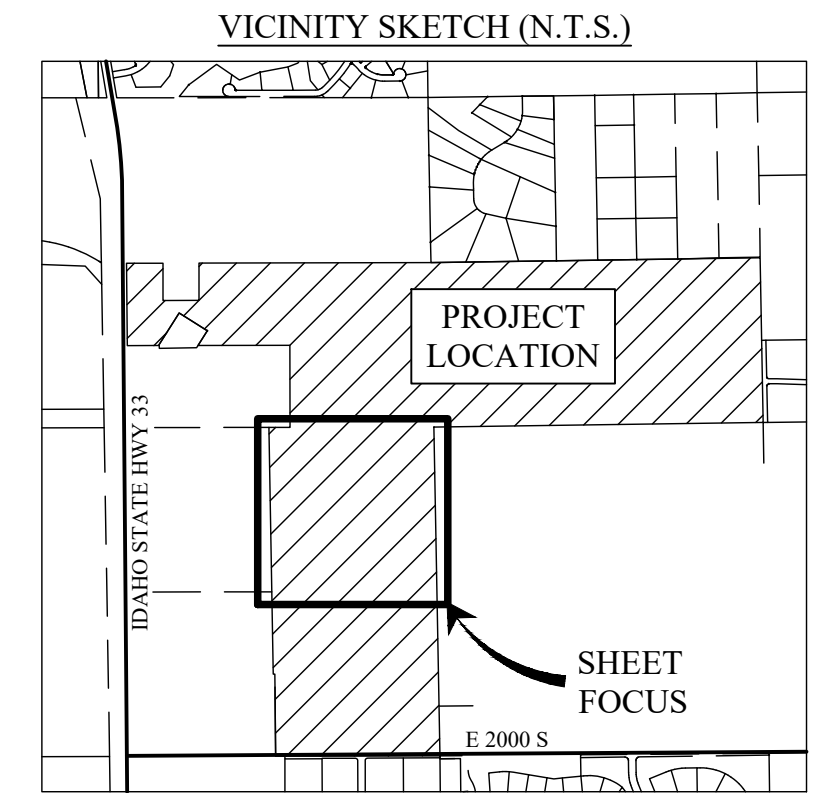 VICINITY SKETCH (N.T.S.)
PROJECT
LOCATION
IDAHO STATE HWY 33
SHEET
FOCUS
E 2000 S